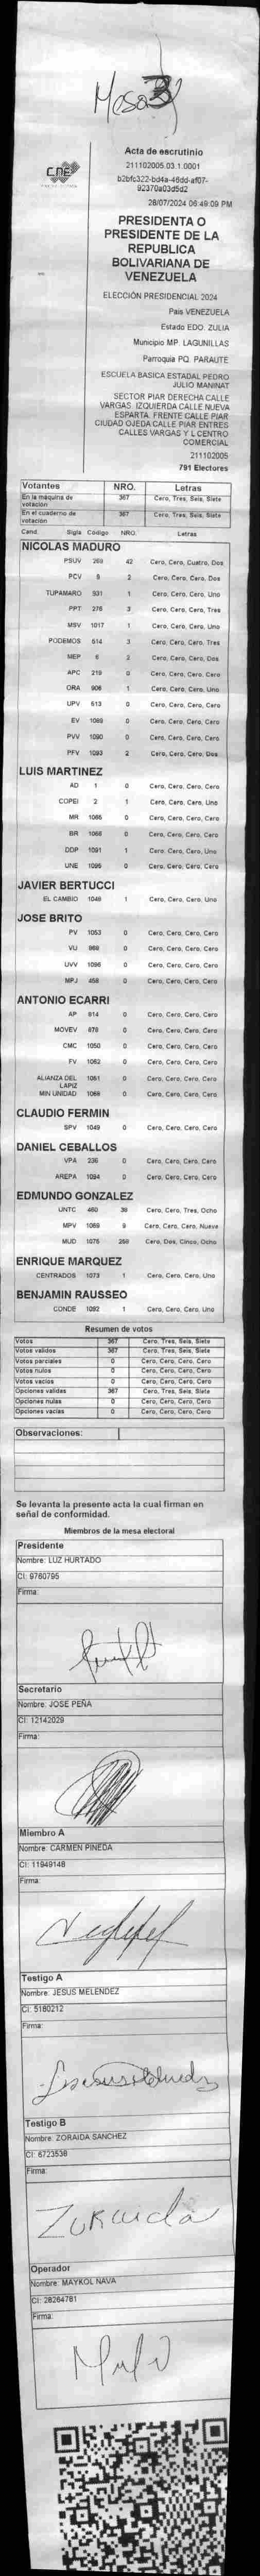 Mesa 3
CNE
Acta de escrutinio
211102005.03.1.0001
b2bfc322-bd4a-46dd-af07-
92370a03d5d2
28/07/2024 06:49:09 PM
PRESIDENTA O
PRESIDENTE DE LA
REPUBLICA
BOLIVARIANA DE
VENEZUELA
ELECCIÓN PRESIDENCIAL 2024
Pais VENEZUELA
Estado EDO. ZULIA
Municipio MP. LAGUNILLAS
Parroquia PQ. PARAUTE
ESCUELA BASICA ESTADAL PEDRO
JULIO MANINAT
SECTOR PIAR DERECHA CALLE
VARGAS IZQUIERDA CALLE NUEVA
ESPARTA. FRENTE CALLE PIAR
CIUDAD OJEDA CALLE PIAR ENTRES
CALLES VARGAS Y L CENTRO
COMERCIAL
211102005
791 Electores
Votantes NRO. Letras
En la máquina de votación 367 Cero, Tres, Seis, Siete
En el cuaderno de votación 367 Cero, Tres, Seis, Siete
Cand. Sigla Código NRO. Letras
NICOLAS MADURO
PSUV 269 42 Cero, Cero, Cuatro, Dos
PCV 9 2 Cero, Cero, Cero, Dos
TUPAMARO 931 1 Cero, Cero, Cero, Uno
PPT 276 3 Cero, Cero, Cero, Tres
MSV 1017 1 Cero, Cero, Cero, Uno
PODEMOS 514 3 Cero, Cero, Cero, Tres
MEP 6 2 Cero, Cero, Cero, Dos
APC 219 0 Cero, Cero, Cero, Cero
ORA 906 1 Cero, Cero, Cero, Uno
UPV 513 0 Cero, Cero, Cero, Cero
EV 1089 0 Cero, Cero, Cero, Cero
PVV 1090 0 Cero, Cero, Cero, Cero
PFV 1093 2 Cero, Cero, Cero, Dos
LUIS MARTINEZ
AD 1 0 Cero, Cero, Cero, Cero
COPEI 2 1 Cero, Cero, Cero, Uno
MR 1066 0 Cero, Cero, Cero, Cero
BR 1068 0 Cero, Cero, Cero, Cero
DDP 1091 1 Cero, Cero, Cero, Uno
UNE 1095 0 Cero, Cero, Cero, Cero
JAVIER BERTUCCI
EL CAMBIO 1048 1 Cero, Cero, Cero, Uno
JOSE BRITO
PV 1053 0 Cero, Cero, Cero, Cero
VU 988 0 Cero, Cero, Cero, Cero
UVV 1096 0 Cero, Cero, Cero, Cero
MPJ 458 0 Cero, Cero, Cero, Cero
ANTONIO ECARRI
AP 914 0 Cero, Cero, Cero, Cero
MOVEV 879 0 Cero, Cero, Cero, Cero
CMC 1050 0 Cero, Cero, Cero, Cero
FV 1062 0 Cero, Cero, Cero, Cero
ALIANZA DEL LAPIZ 1081 0 Cero, Cero, Cero, Cero
MIN UNIDAD 1069 0 Cero, Cero, Cero, Cero
CLAUDIO FERMIN
SPV 1049 0 Cero, Cero, Cero, Cero
DANIEL CEBALLOS
VPA 236 0 Cero, Cero, Cero, Cero
AREPA 1094 0 Cero, Cero, Cero, Cero
EDMUNDO GONZALEZ
UNTC 460 38 Cero, Cero, Tres, Ocho
MPV 1069 9 Cero, Cero, Cero, Nueve
MUD 1075 258 Cero, Dos, Cinco, Ocho
ENRIQUE MARQUEZ
CENTRADOS 1073 1 Cero, Cero, Cero, Uno
BENJAMIN RAUSSEO
CONDE 1092 1 Cero, Cero, Cero, Uno
Resumen de votos
Votos 367 Cero, Tres, Seis, Siete
Votos validos 367 Cero, Tres, Seis, Siete
Votos parciales 0 Cero, Cero, Cero, Cero
Votos nulos 0 Cero, Cero, Cero, Cero
Votos vacios 0 Cero, Cero, Cero, Cero
Opciones validas 367 Cero, Tres, Seis, Siete
Opciones nulas 0 Cero, Cero, Cero, Cero
Opciones vacias 0 Cero, Cero, Cero, Cero
Observaciones:
Se levanta la presente acta la cual firman en
señal de conformidad.
Miembros de la mesa electoral
Presidente
Nombre: LUZ HURTADO
CI: 9760795
Firma:
Secretario
Nombre: JOSE PEÑA
CI: 12142029
Firma:
Miembro A
Nombre: CARMEN PINEDA
CI: 11949148
Firma:
Testigo A
Nombre: JESUS MELENDEZ
CI: 5180212
Firma:
Testigo B
Nombre: ZORAIDA SANCHEZ
CI: 6723538
Firma:
Zoraida
Operador
Nombre: MAYKOL NAVA
CI: 28264781
Firma: